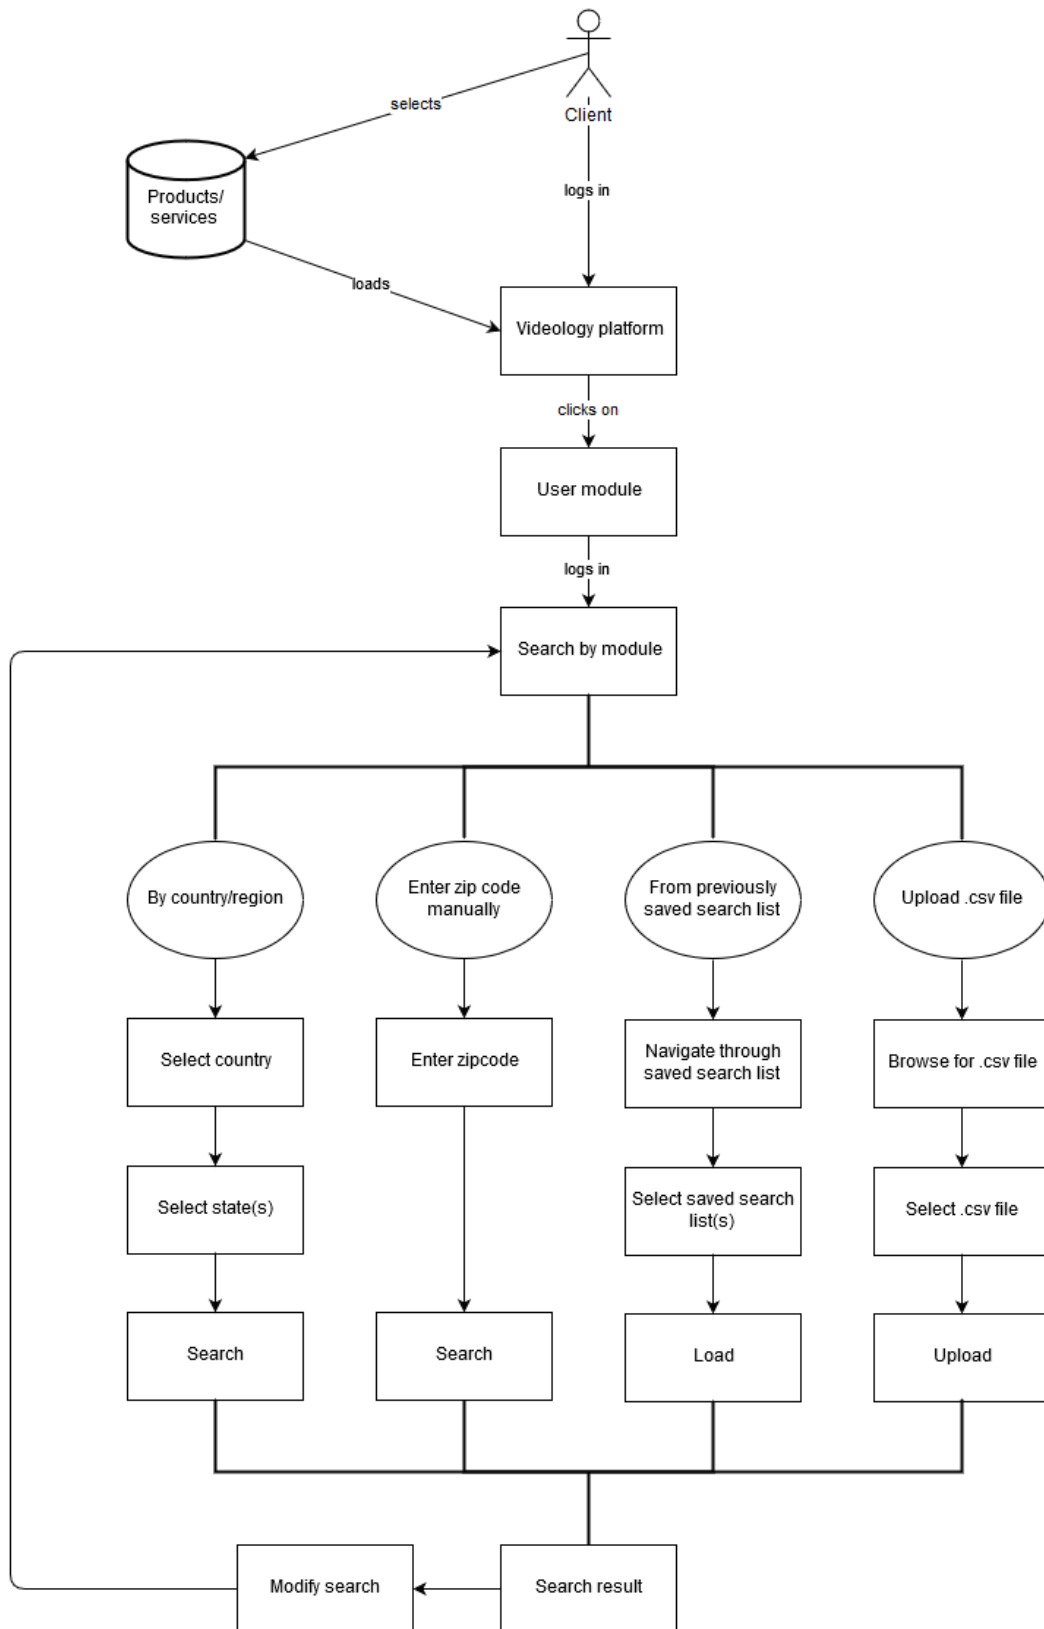 Client
selects
logs in
Products/
services
loads
Videology platform
clicks on
User module
logs in
Search by module
By country/region
Enter zip code
manually
From previously
saved search list
Upload .csv file
Select country
Enter zipcode
Navigate through
saved search list
Browse for .csv file
Select state(s)
Select saved search
list(s)
Select .csv file
Search
Search
Load
Upload
Modify search
Search result